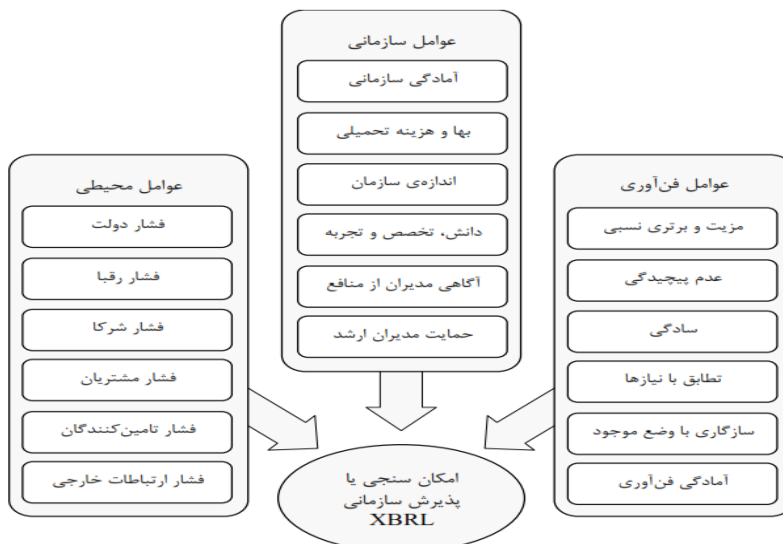 عوامل سازمانی
آمادگی سازمانی
بها و هزینه تحمیلی
اندازه‌ی سازمان
دانش، تخصص و تجربه
آگاهی مدیران از منافع
حمایت مدیران ارشد
عوامل فن‌آوری
مزیت و برتری نسبی
عدم پیچیدگی
سادگی
تطابق با نیازها
سازگاری با وضع موجود
آمادگی فن‌آوری
عوامل محیطی
فشار دولت
فشار رقبا
فشار شرکا
فشار مشتریان
فشار تامین‌کنندگان
فشار ارتباطات خارجی
امکان سنجی یا
پذیرش سازمانی
XBRL